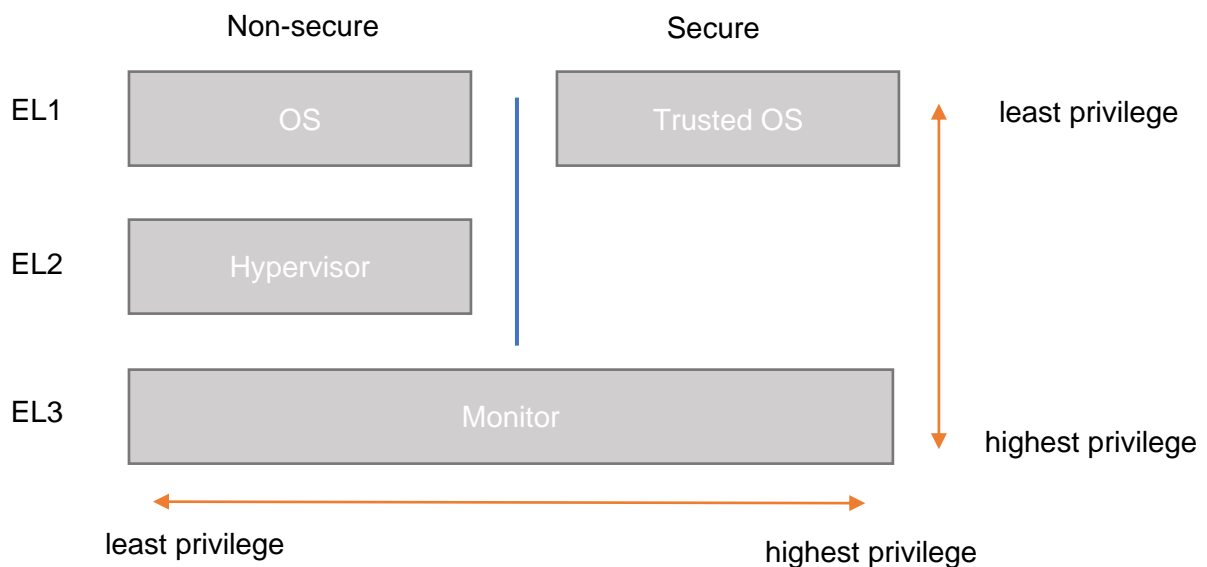 Non-secure
Secure
EL1
OS
Trusted OS
least privilege
EL2
Hypervisor
EL3
Monitor
highest privilege
least privilege
highest privilege